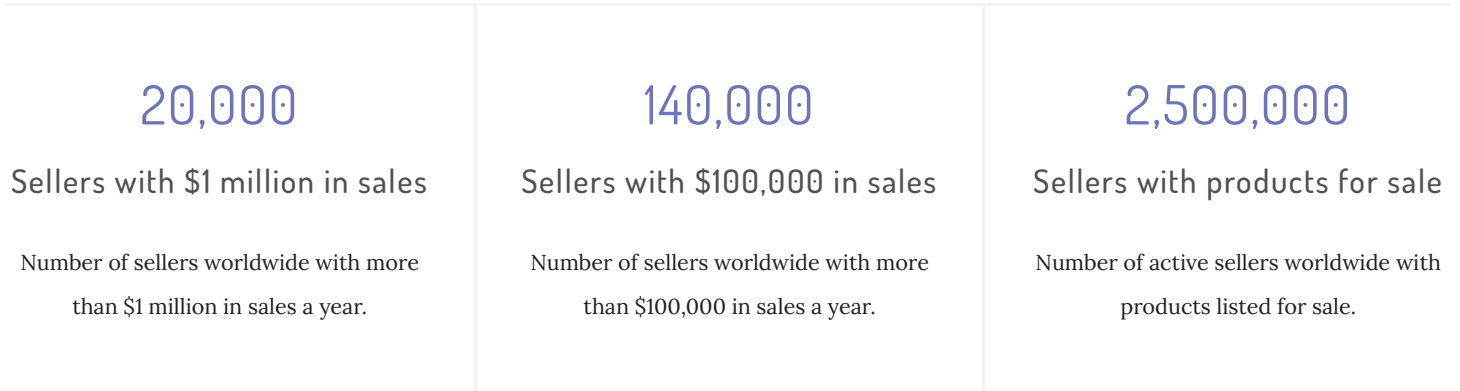 20,000
Sellers with $1 million in sales
Number of sellers worldwide with more
than $1 million in sales a year.
140,000
Sellers with $100,000 in sales
Number of sellers worldwide with more
than $100,000 in sales a year.
2,500,000
Sellers with products for sale
Number of active sellers worldwide with
products listed for sale.